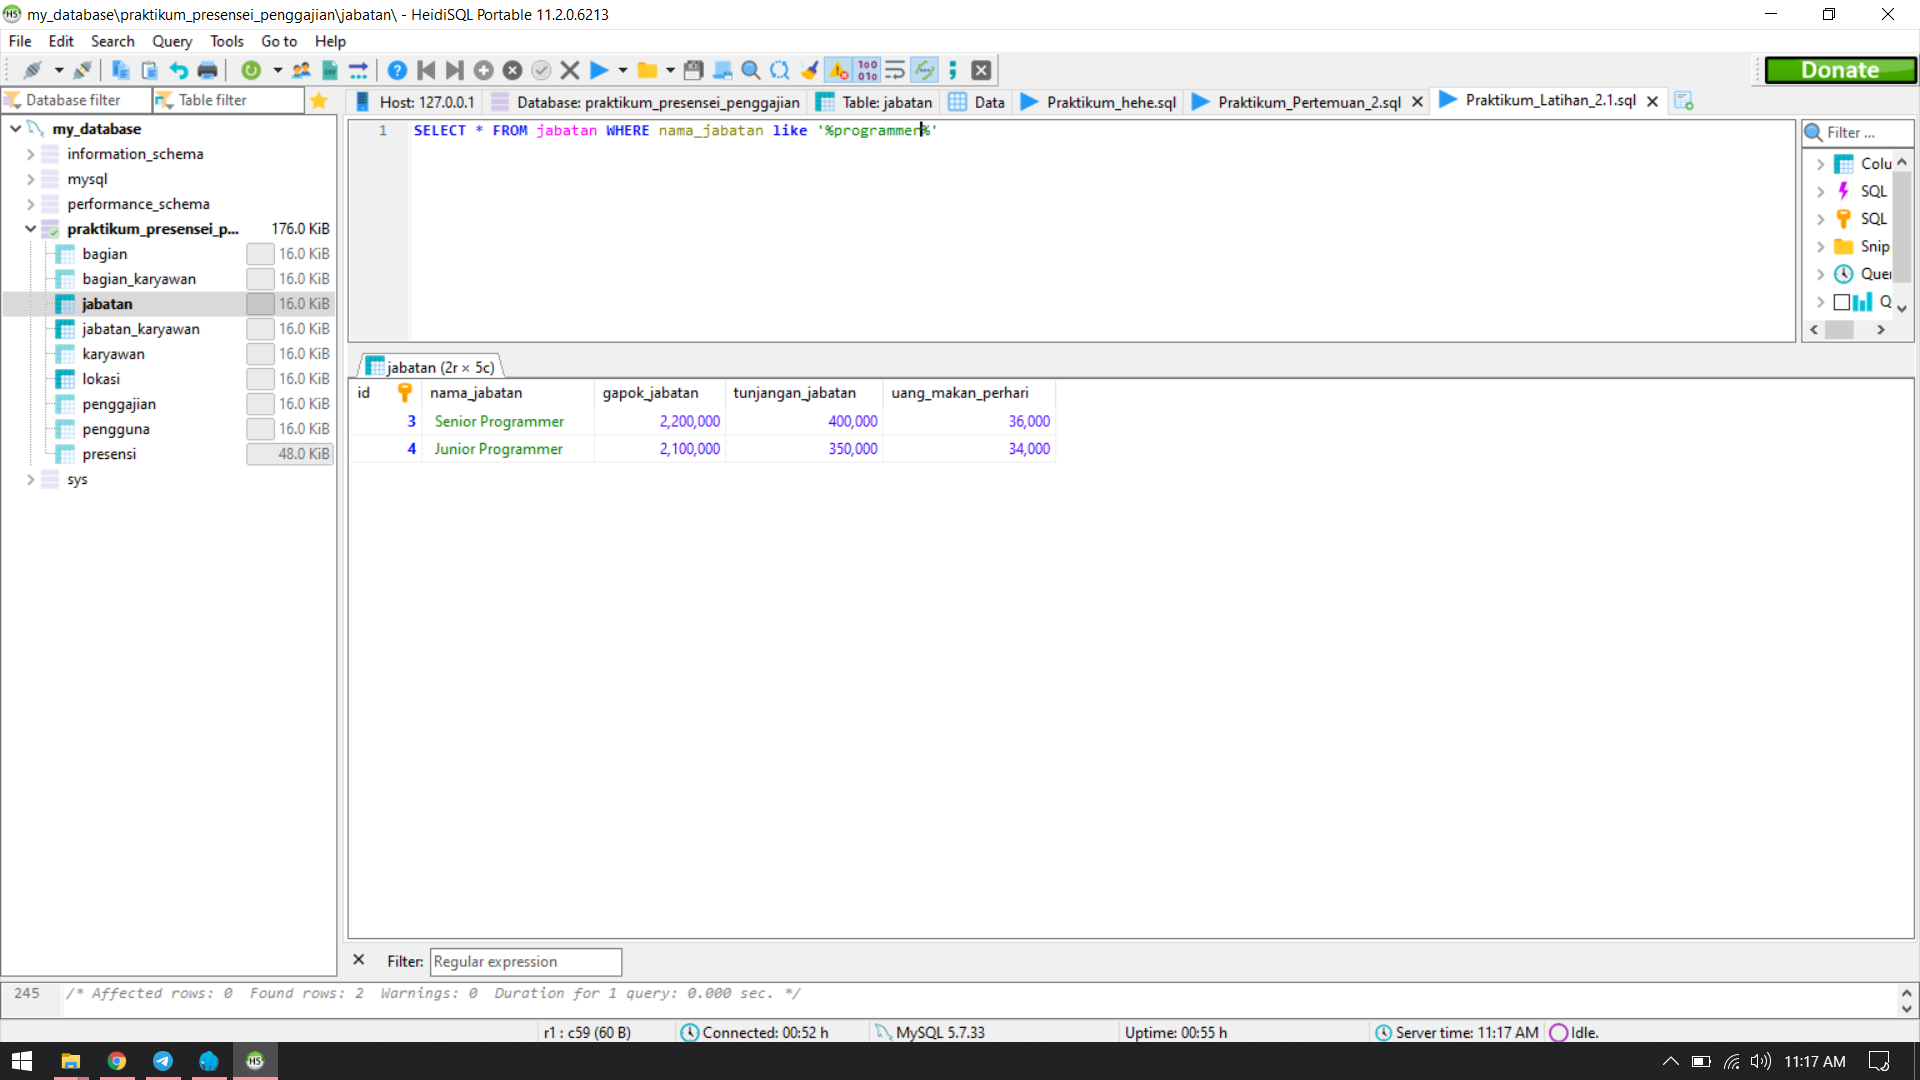 my_database\praktikum_presensei_penggajian\jabatan\ - HeidiSQL Portable 11.2.0.6213
File Edit Search Query Tools Go to Help
Donate
Database filter Table filter
Host: 127.0.0.1 Database: praktikum_presensei_penggajian Table: jabatan Data Praktikum_hehe.sql Praktikum_Pertemuan_2.sql Praktikum_Latihan_2.1.sql
my_database
information_schema
mysql
performance_schema
praktikum_presensei_p... 176.0 KiB
bagian 16.0 KiB
bagian_karyawan 16.0 KiB
jabatan 16.0 KiB
jabatan_karyawan 16.0 KiB
karyawan 16.0 KiB
lokasi 16.0 KiB
penggajian 16.0 KiB
pengguna 16.0 KiB
presensi 48.0 KiB
sys
1 SELECT * FROM jabatan WHERE nama_jabatan like '%programmer%'
Filter ...
Colu
SQL
SQL
Snip
Quer
Q
jabatan (2r × 5c)
id nama_jabatan gapok_jabatan tunjangan_jabatan uang_makan_perhari
3 Senior Programmer 2,200,000 400,000 36,000
4 Junior Programmer 2,100,000 350,000 34,000
Filter: Regular expression
245 /* Affected rows: 0 Found rows: 2 Warnings: 0 Duration for 1 query: 0.000 sec. */
r1 : c59 (60 B) Connected: 00:52 h MySQL 5.7.33 Uptime: 00:55 h Server time: 11:17 AM Idle.
HS
11:17 AM